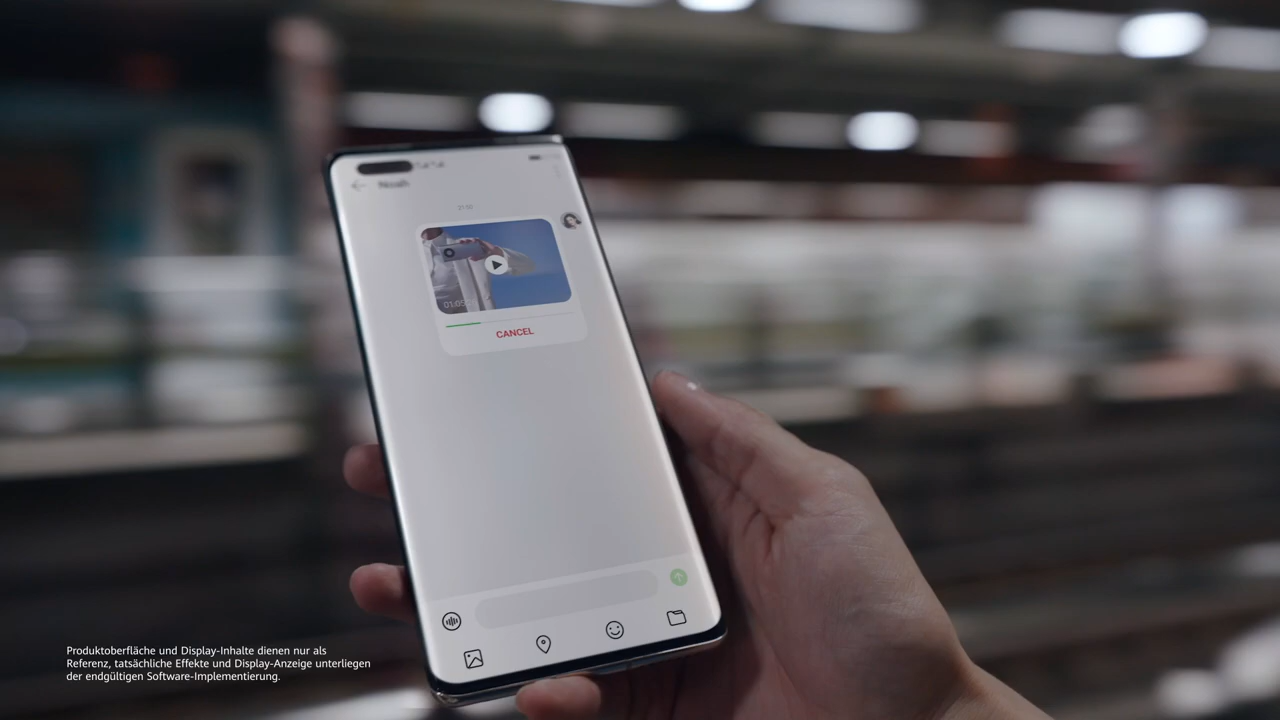 Noah
CANCEL
Produktoberfläche und Display-Inhalte dienen nur als
Referenz, tatsächliche Effekte und Display-Anzeige unterliegen
der endgültigen Software-Implementierung.